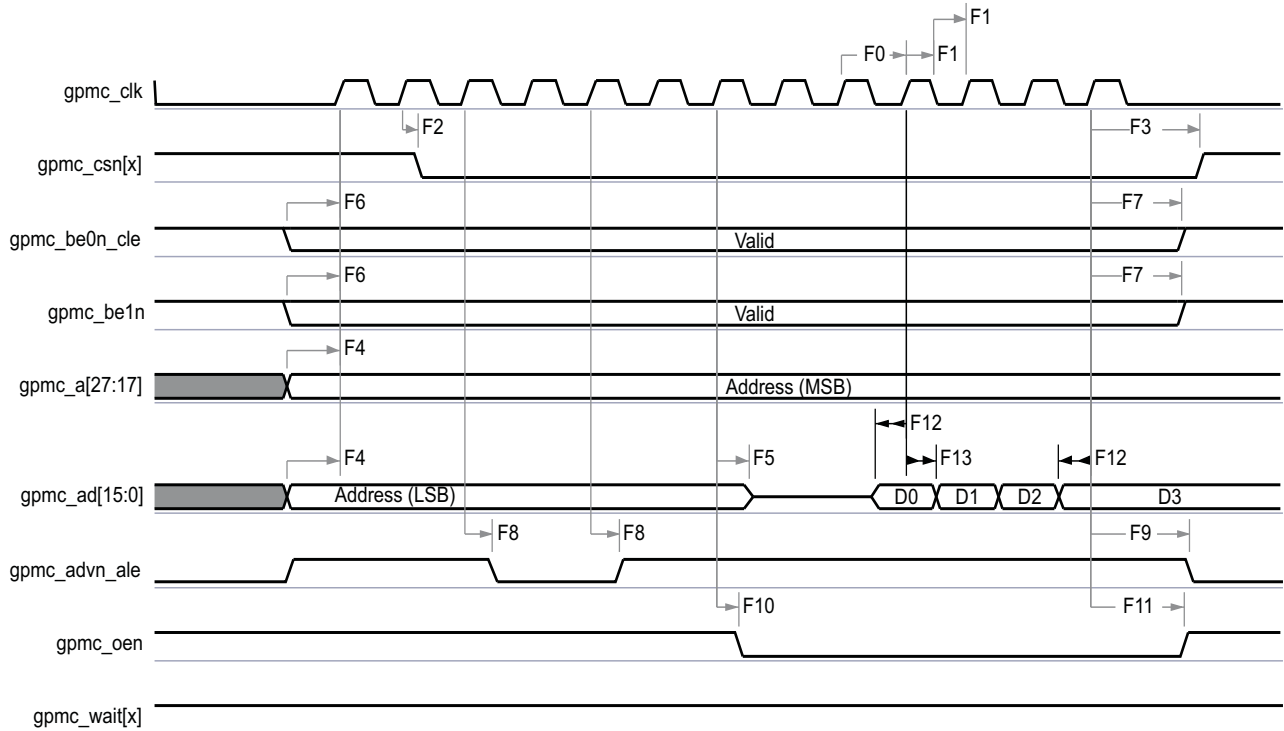 F1
F0 F1
gpmc_clk
F2 F3
gpmc_csn[x]
F6 F7
gpmc_be0n_cle Valid
F6 F7
gpmc_be1n Valid
F4
gpmc_a[27:17] Address (MSB)
F12
F4 F5 F13 F12
gpmc_ad[15:0] Address (LSB) D0 D1 D2 D3
F8 F8 F9
gpmc_advn_ale
F10 F11
gpmc_oen
gpmc_wait[x]